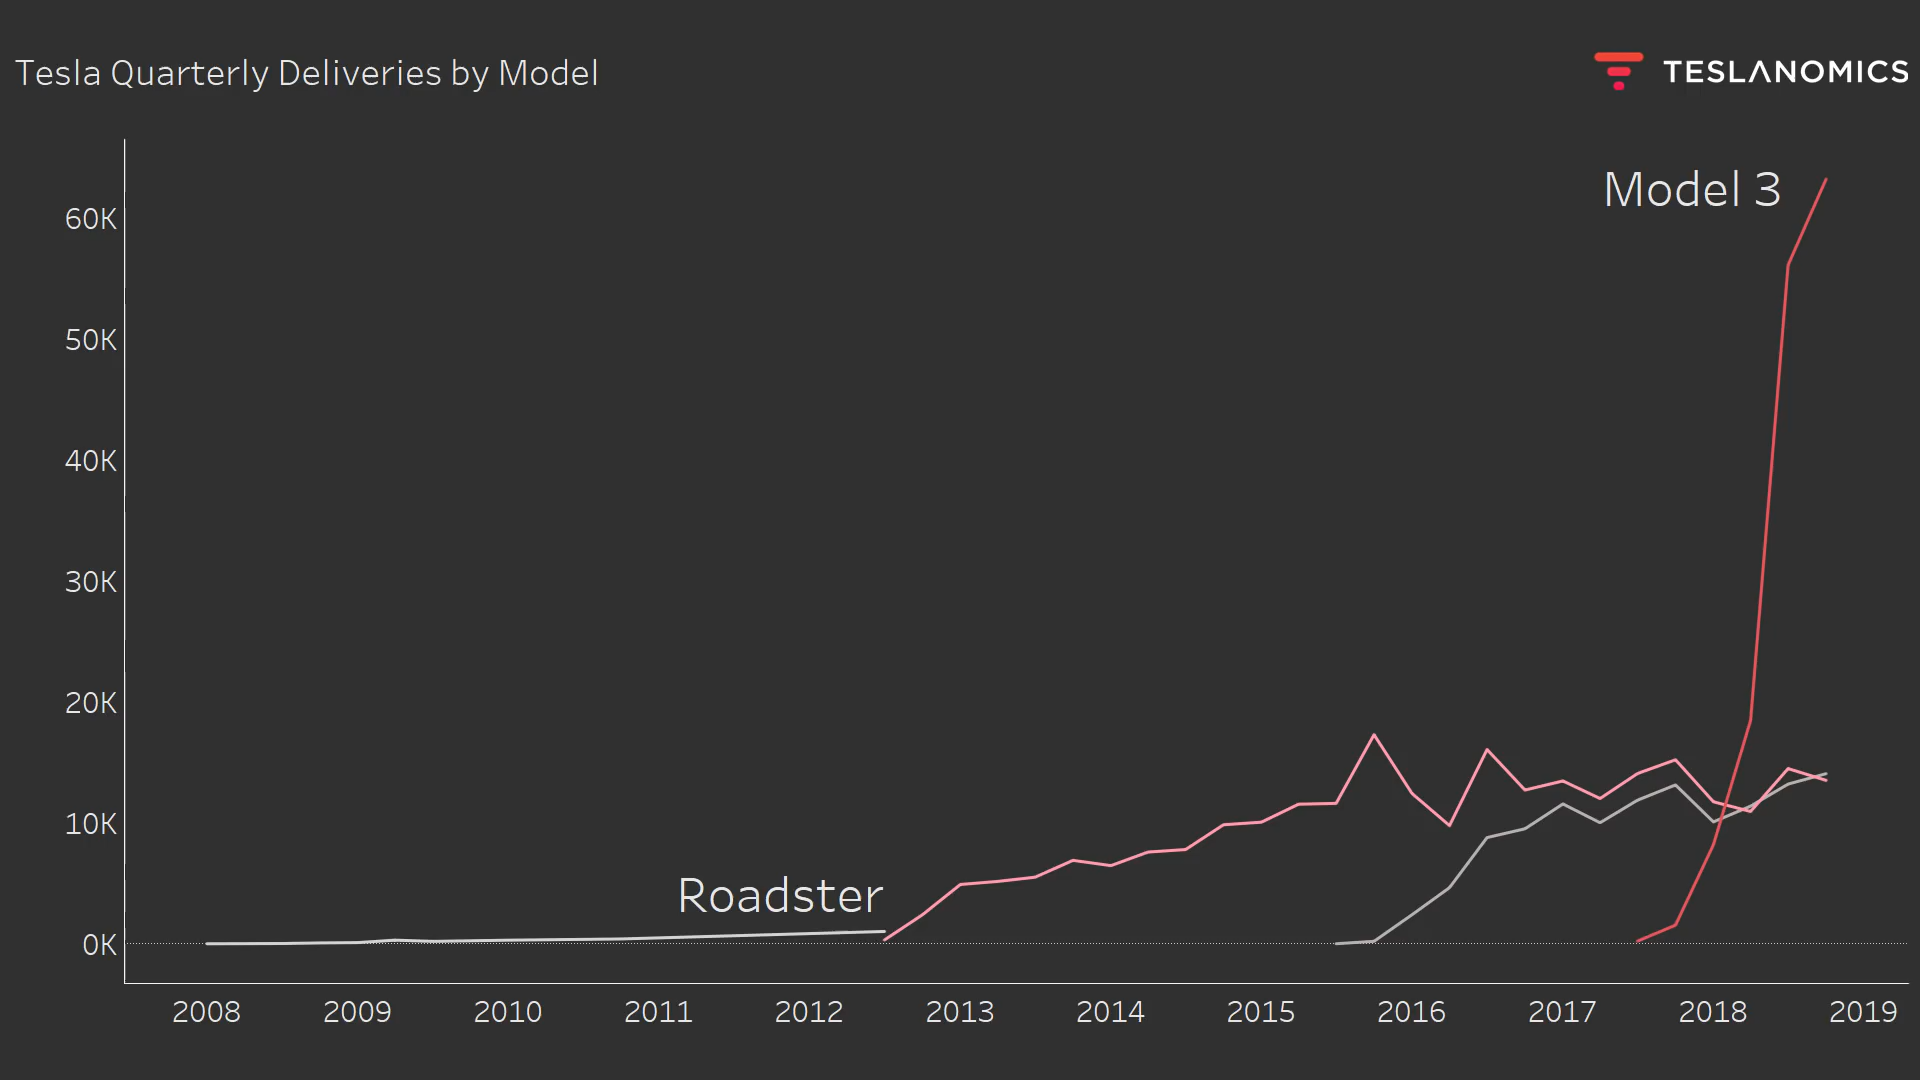 Tesla Quarterly Deliveries by Model
TESLANOMICS
Model 3
60K
50K
40K
30K
20K
10K
Roadster
0K
2008 2009 2010 2011 2012 2013 2014 2015 2016 2017 2018 2019